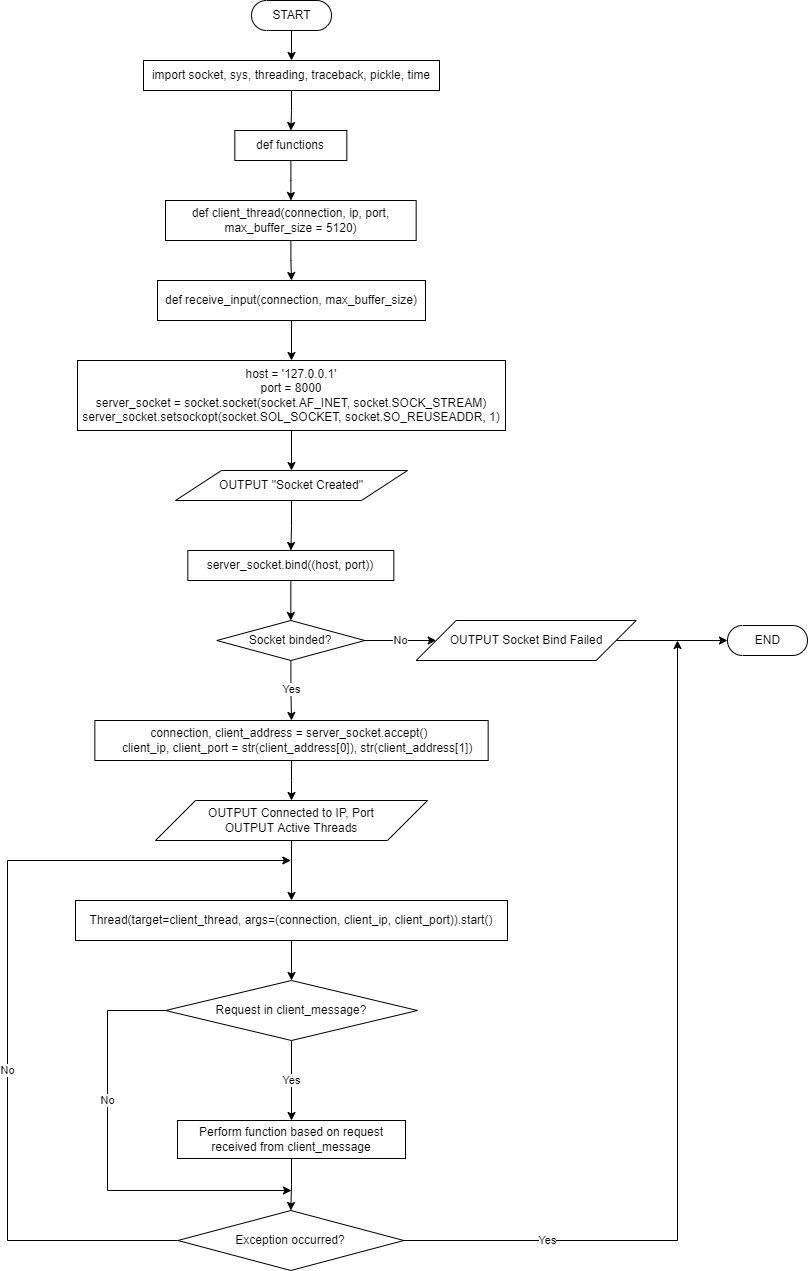 START
import socket, sys, threading, traceback, pickle, time
def functions
def client_thread(connection, ip, port,
max_buffer_size = 5120)
def receive_input(connection, max_buffer_size)
host = '127.0.0.1'
port = 8000
server_socket = socket.socket(socket.AF_INET, socket.SOCK_STREAM)
server_socket.setsockopt(socket.SOL_SOCKET, socket.SO_REUSEADDR, 1)
OUTPUT "Socket Created"
server_socket.bind((host, port))
Socket binded?
No
OUTPUT Socket Bind Failed
END
Yes
connection, client_address = server_socket.accept()
client_ip, client_port = str(client_address[0]), str(client_address[1])
OUTPUT Connected to IP, Port
OUTPUT Active Threads
Thread(target=client_thread, args=(connection, client_ip, client_port)).start()
Request in client_message?
No
Yes
No
Perform function based on request
received from client_message
Exception occurred?
Yes